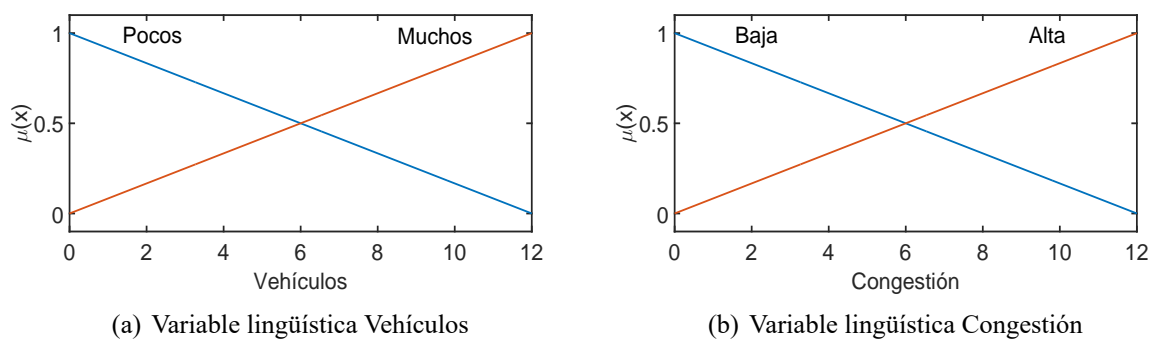 Pocos Muchos
1
0.5
0
μ(x)
0 2 4 6 8 10 12
Vehículos
(a) Variable lingüística Vehículos
Baja Alta
1
0.5
0
μ(x)
0 2 4 6 8 10 12
Congestión
(b) Variable lingüística Congestión